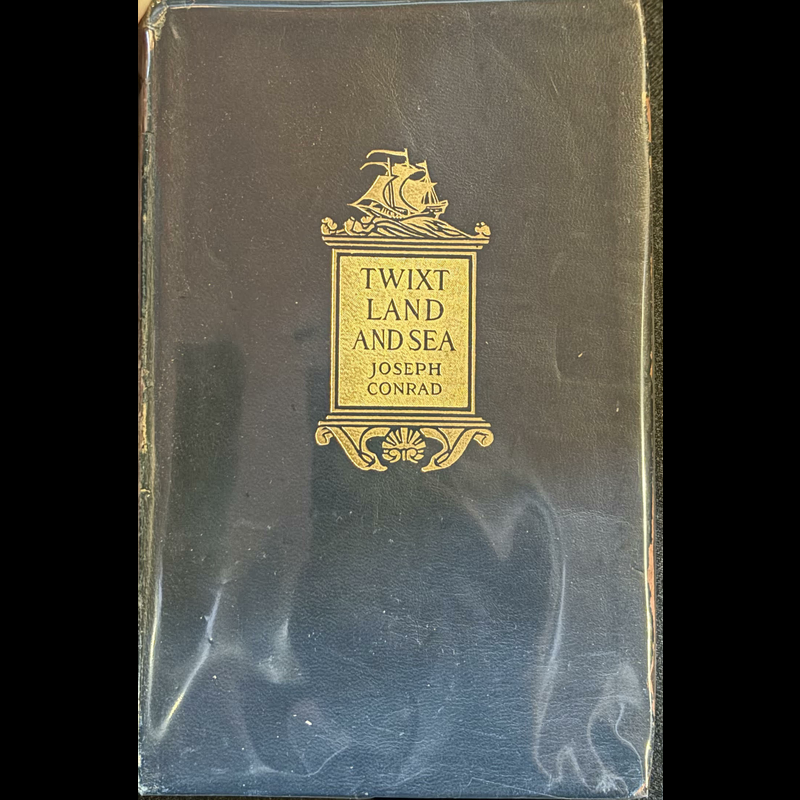 TWIXT
LAND
AND SEA
JOSEPH
CONRAD